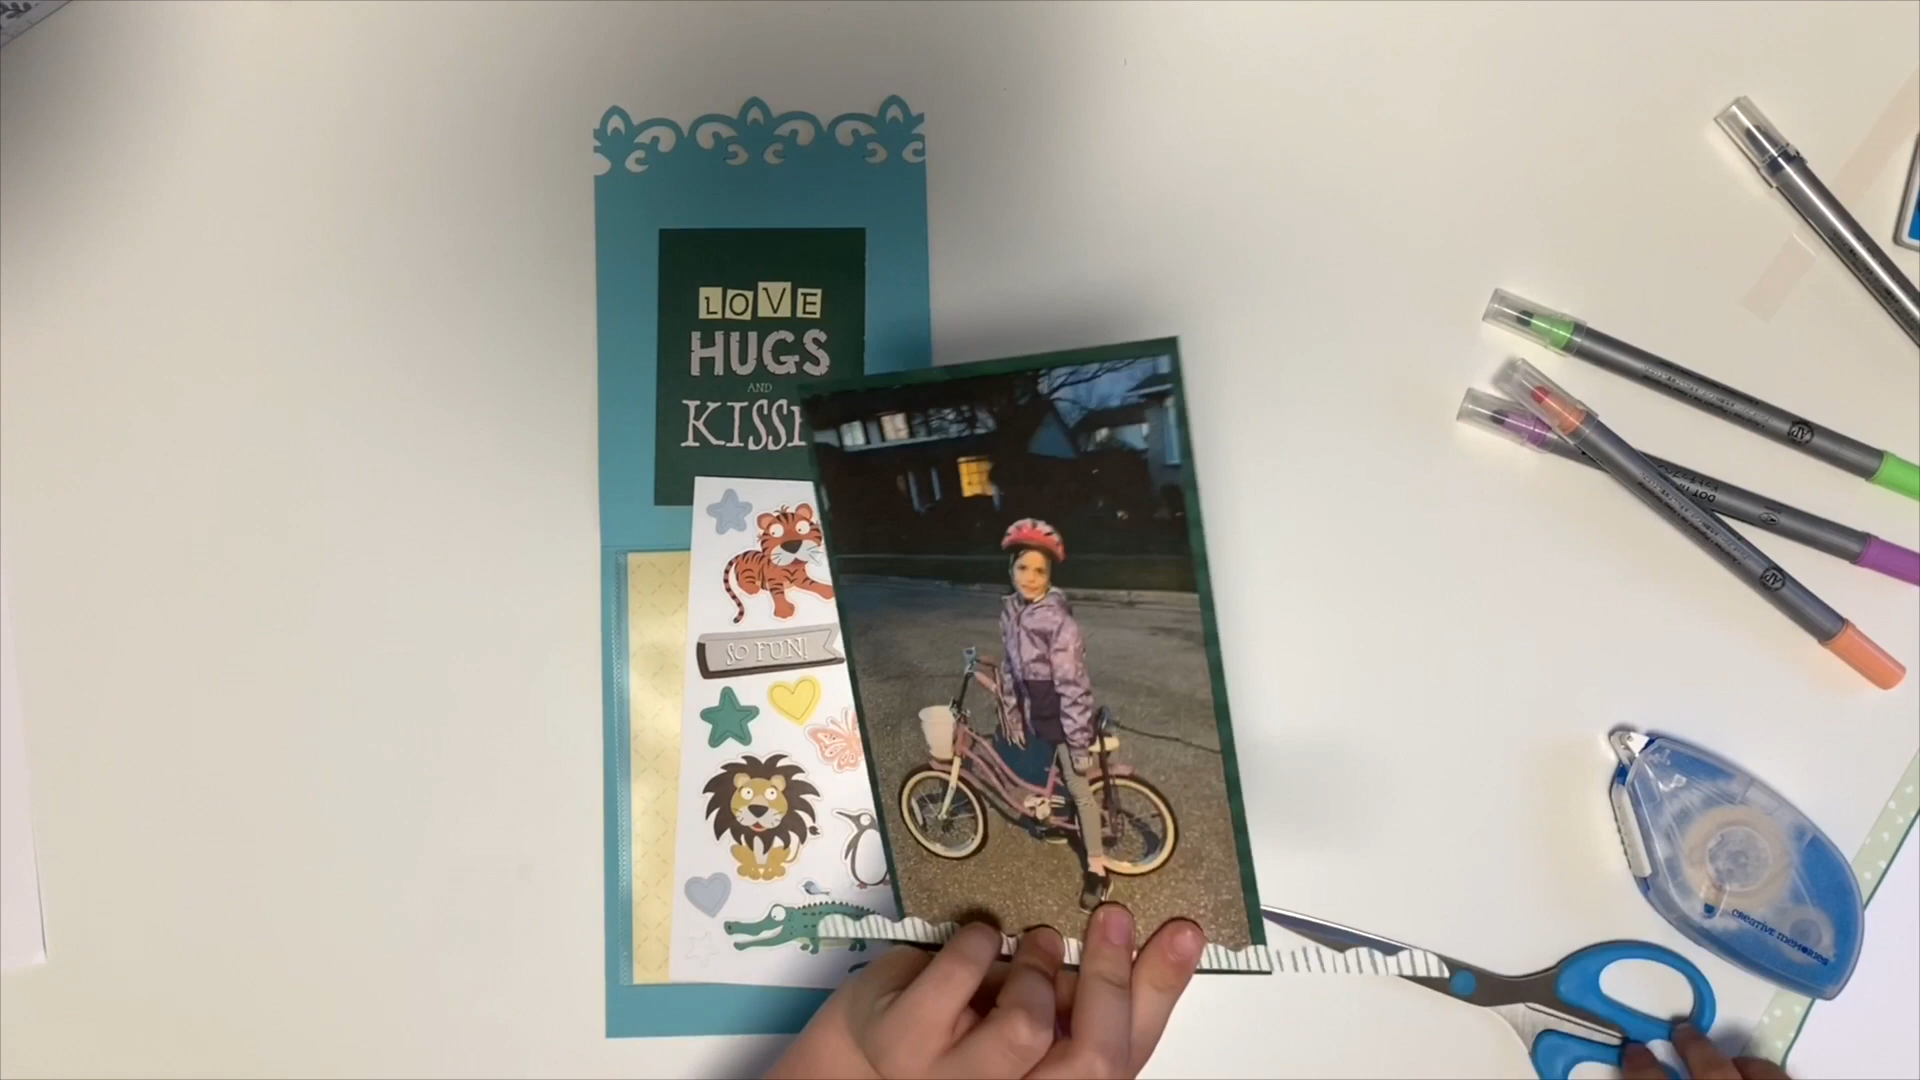 LOVE
HUGS
AND
KISSE
SO FUN!
CREATIVE MEMORIES